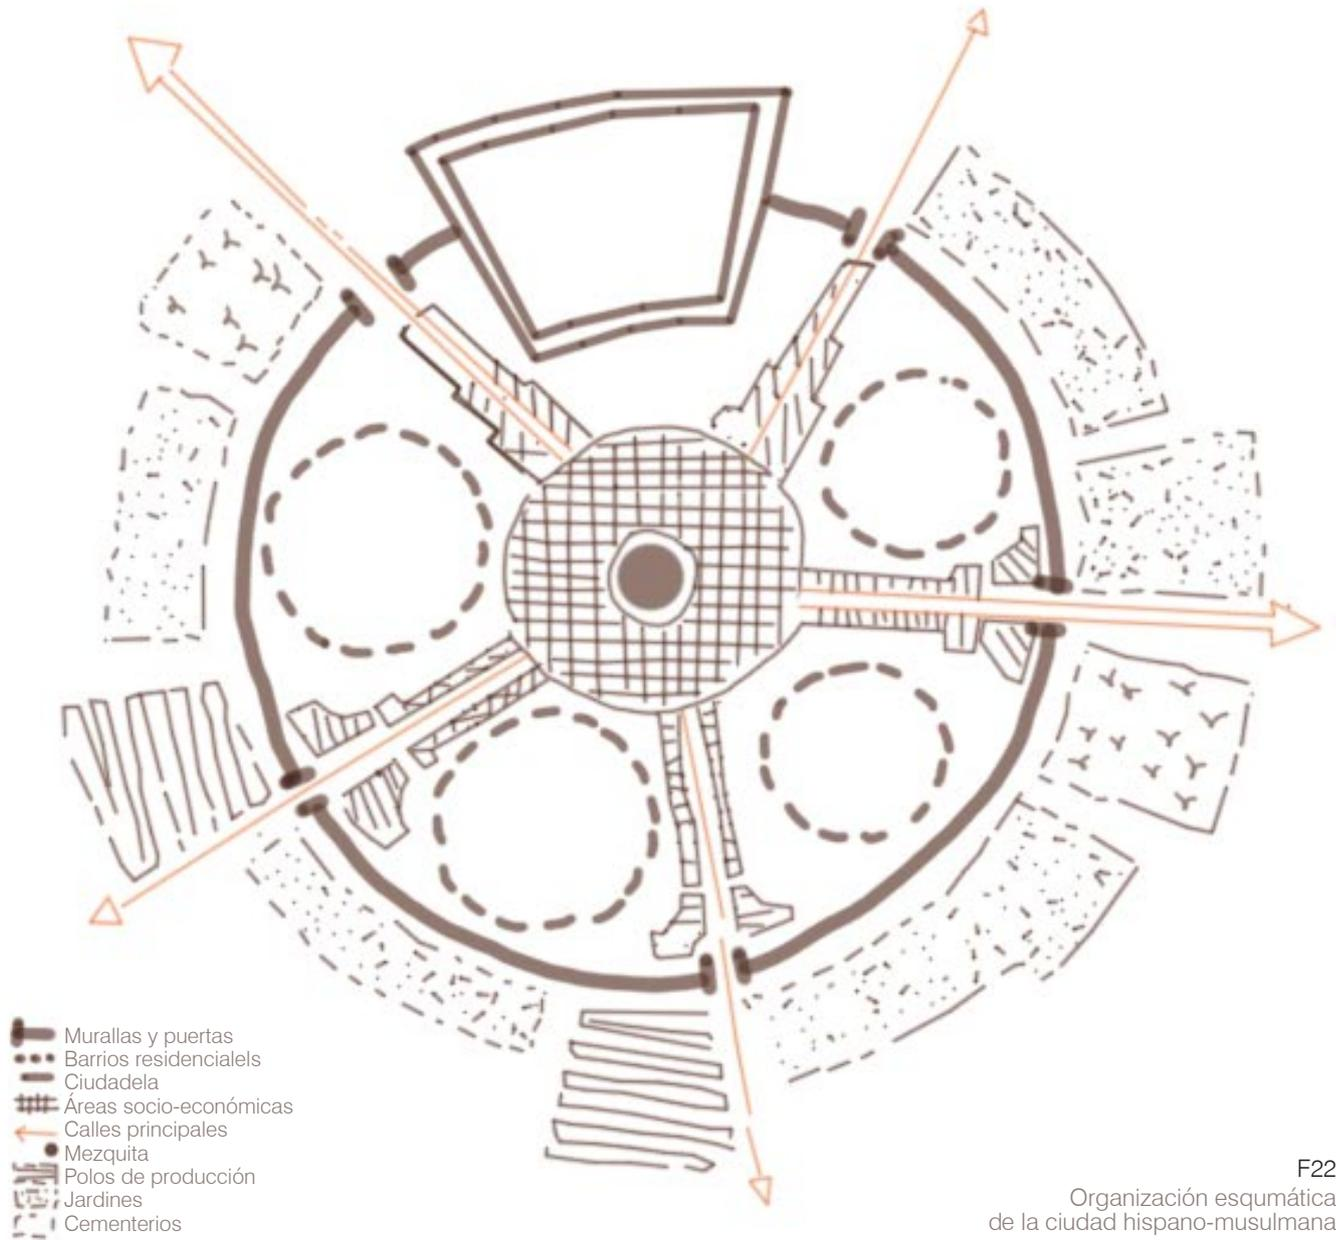 Murallas y puertas
Barrios residencialels
Ciudadela
Áreas socio-económicas
Calles principales
Mezquita
Polos de producción
Jardines
Cementerios
F22
Organización esqumática
de la ciudad hispano-musulmana